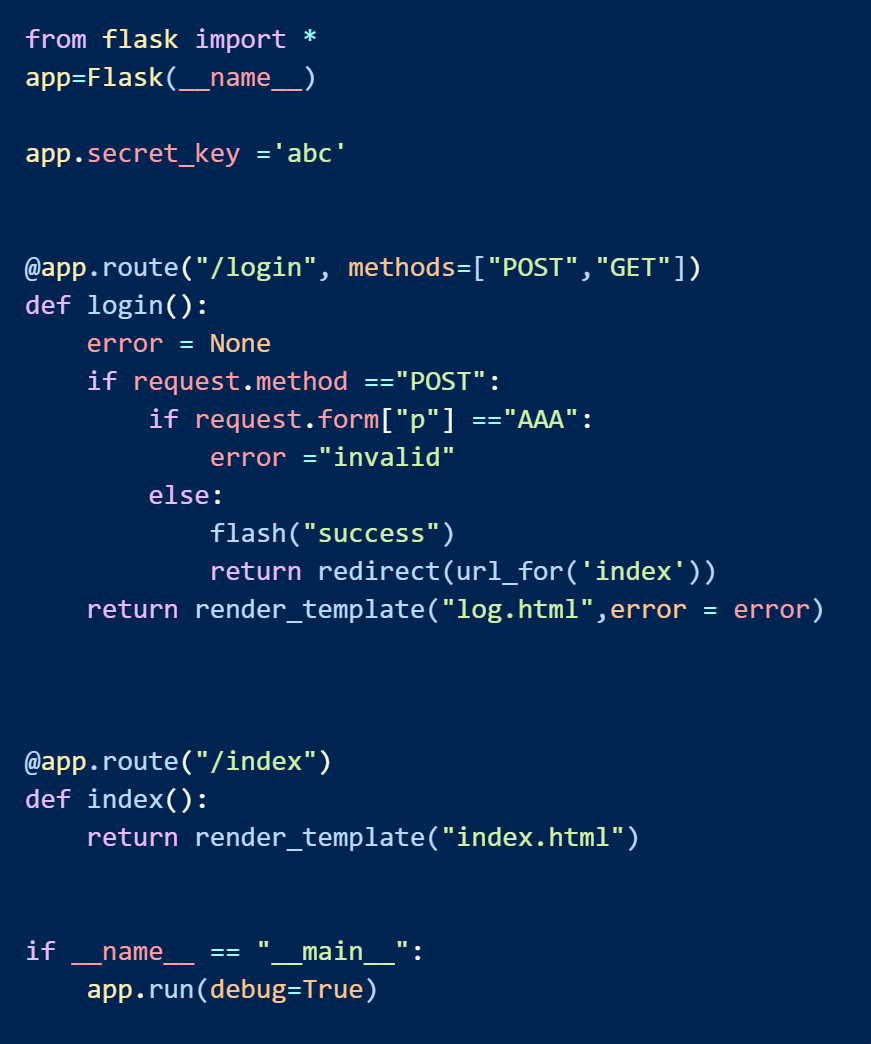 from flask import *
app=Flask(__name__)
app.secret_key ='abc'
@app.route("/login", methods=["POST","GET"])
def login():
    error = None
    if request.method =="POST":
        if request.form["p"] =="AAA":
            error ="invalid"
        else:
            flash("success")
            return redirect(url_for('index'))
    return render_template("log.html",error = error)
@app.route("/index")
def index():
    return render_template("index.html")
if __name__ == "__main__":
    app.run(debug=True)